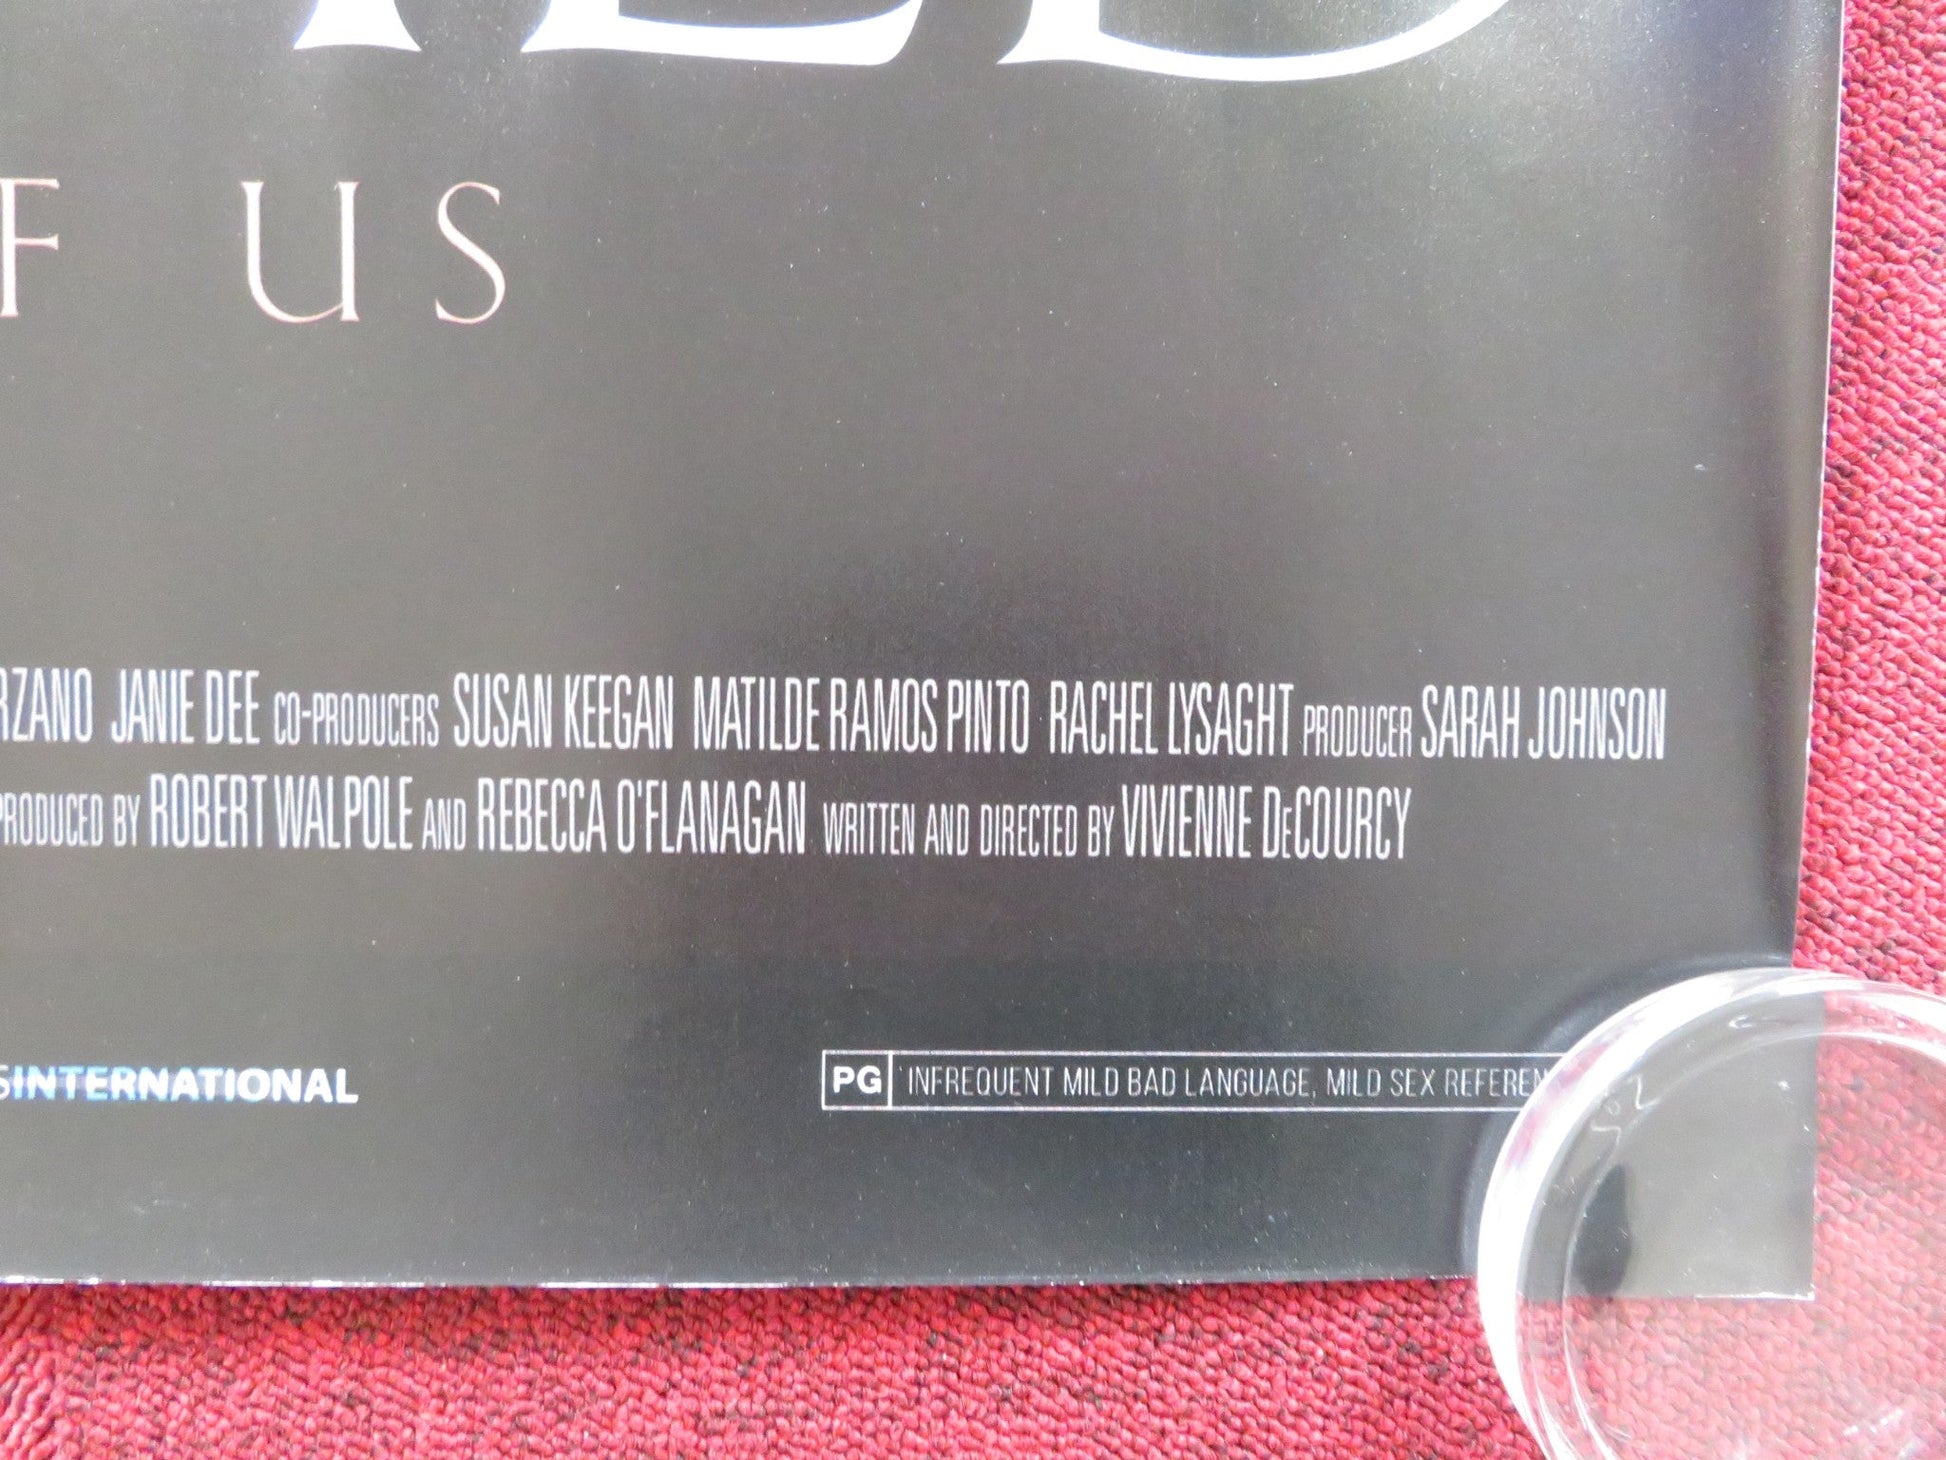 F US
RZANO JANIE DEE CO-PRODUCERS SUSAN KEEGAN MATILDE RAMOS PINTO RACHEL LYSAGHT PRODUCER SARAH JOHNSON
PRODUCED BY ROBERT WALPOLE AND REBECCA O'FLANAGAN WRITTEN AND DIRECTED BY VIVIENNE DeCOURCY
SINTERNATIONAL
PG INFREQUENT MILD BAD LANGUAGE, MILD SEX REFEREN